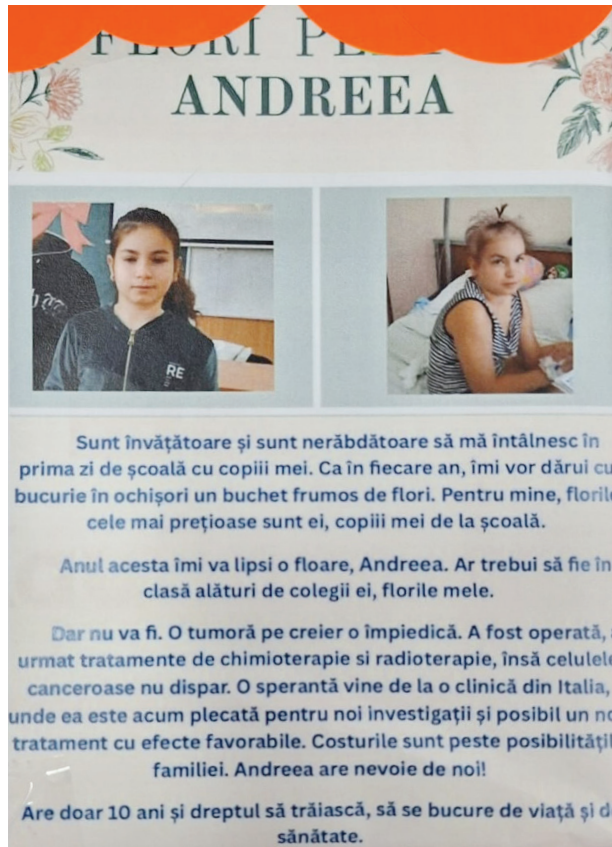 FLORI
ANDREEA
RE
Sunt învățătoare și sunt nerăbdătoare să mă întâlnesc în
prima zi de școală cu copiii mei. Ca în fiecare an, îmi vor dărui cu
bucurie în ochișori un buchet frumos de flori. Pentru mine, florile
cele mai prețioase sunt ei, copiii mei de la școală.
Anul acesta îmi va lipsi o floare, Andreea. Ar trebui să fie în
clasă alături de colegii ei, florile mele.
Dar nu va fi. O tumoră pe creier o împiedică. A fost operată,
urmat tratamente de chimioterapie si radioterapie, însă celulele
canceroase nu dispar. O sperantă vine de la o clinică din Italia,
unde ea este acum plecată pentru noi investigații și posibil un
tratament cu efecte favorabile. Costurile sunt peste
familiei. Andreea are nevoie de noi!
Are doar 10 ani și dreptul să trăiască, să se bucure de viață și
sănătate.